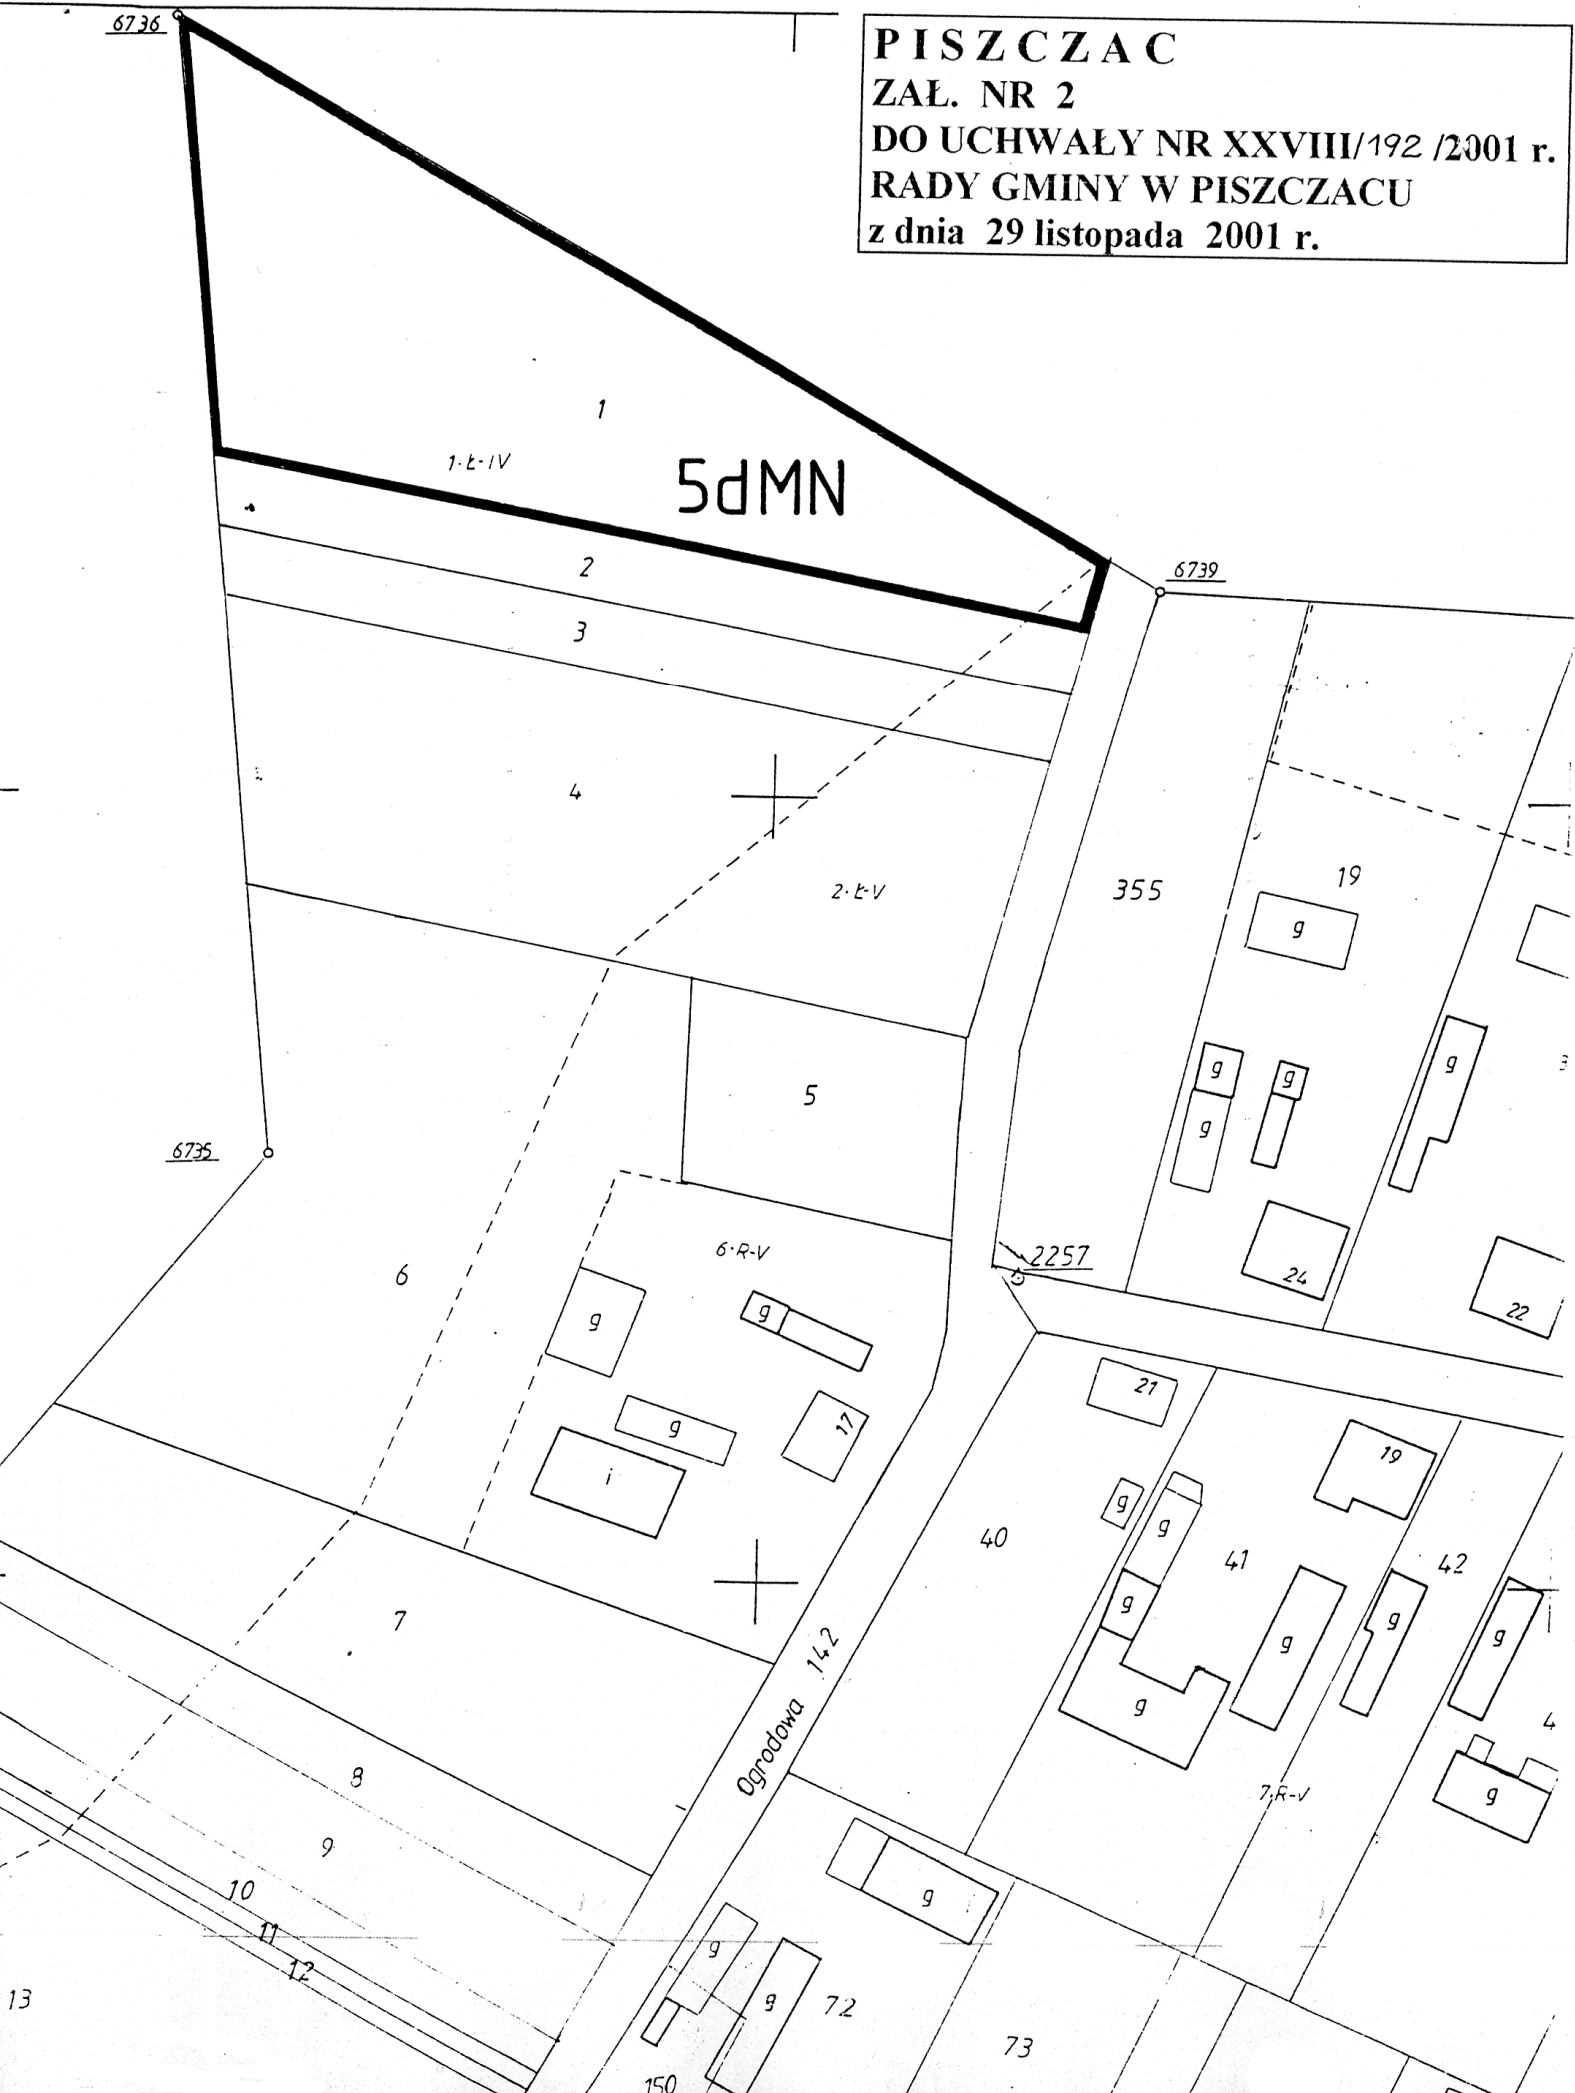 6736
PISZCZAC
ZAŁ. NR 2
DO UCHWAŁY NR XXVIII/192/2001 r.
RADY GMINY W PISZCZACU
z dnia 29 listopada 2001 r.
1
1·Ł-IV
5dMN
2
6739
3
4
2·Ł-V
355
19
g
g
g
g
g
5
6735
6
6·R-V
2257
24
22
g
g
21
17
g
19
i
g
g
40
41
42
g
g
g
g
7
Ogrodowa 142
g
8
7·R-V
g
9
10
g
11
g
12
13
g
72
73
150